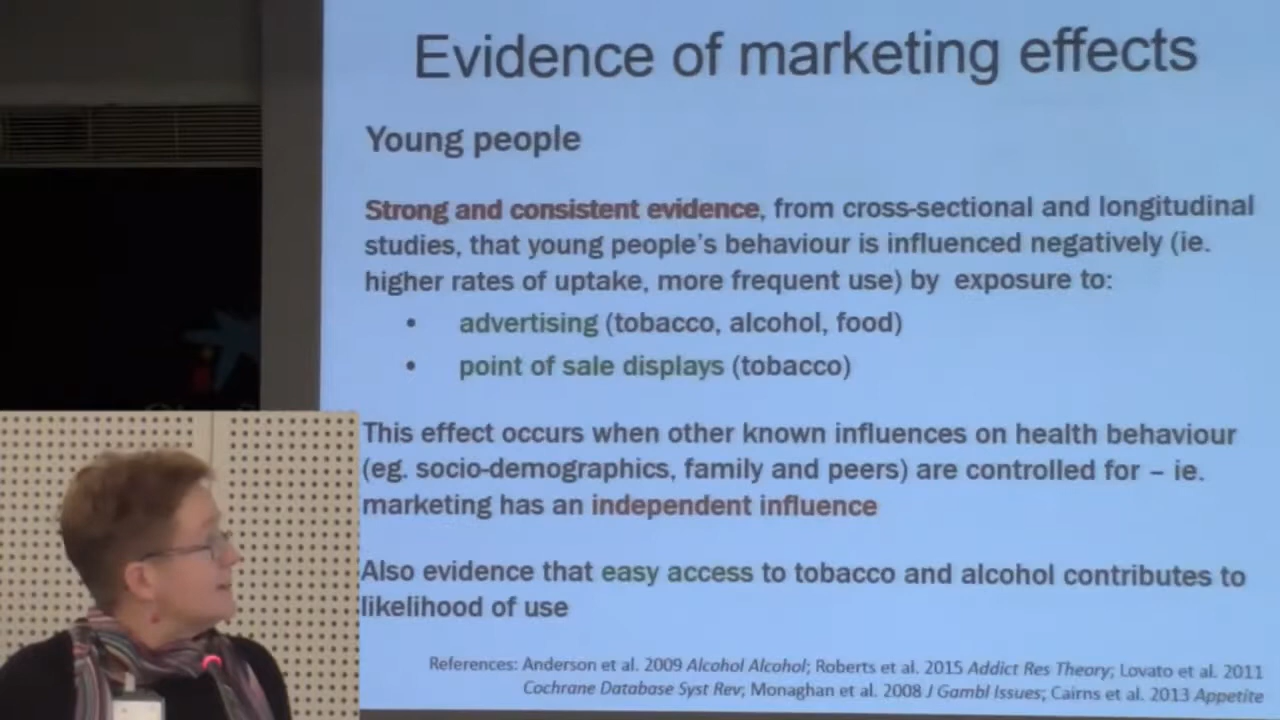 Evidence of marketing effects
Young people
Strong and consistent evidence, from cross-sectional and longitudinal
studies, that young people's behaviour is influenced negatively (ie.
higher rates of uptake, more frequent use) by  exposure to:
• advertising (tobacco, alcohol, food)
• point of sale displays (tobacco)
This effect occurs when other known influences on health behaviour
(eg. socio-demographics, family and peers) are controlled for – ie.
marketing has an independent influence
Also evidence that easy access to tobacco and alcohol contributes to
likelihood of use
References: Anderson et al. 2009 Alcohol Alcohol; Roberts et al. 2015 Addict Res Theory; Lovato et al. 2011
Cochrane Database Syst Rev; Monaghan et al. 2008 J Gambl Issues; Cairns et al. 2013 Appetite